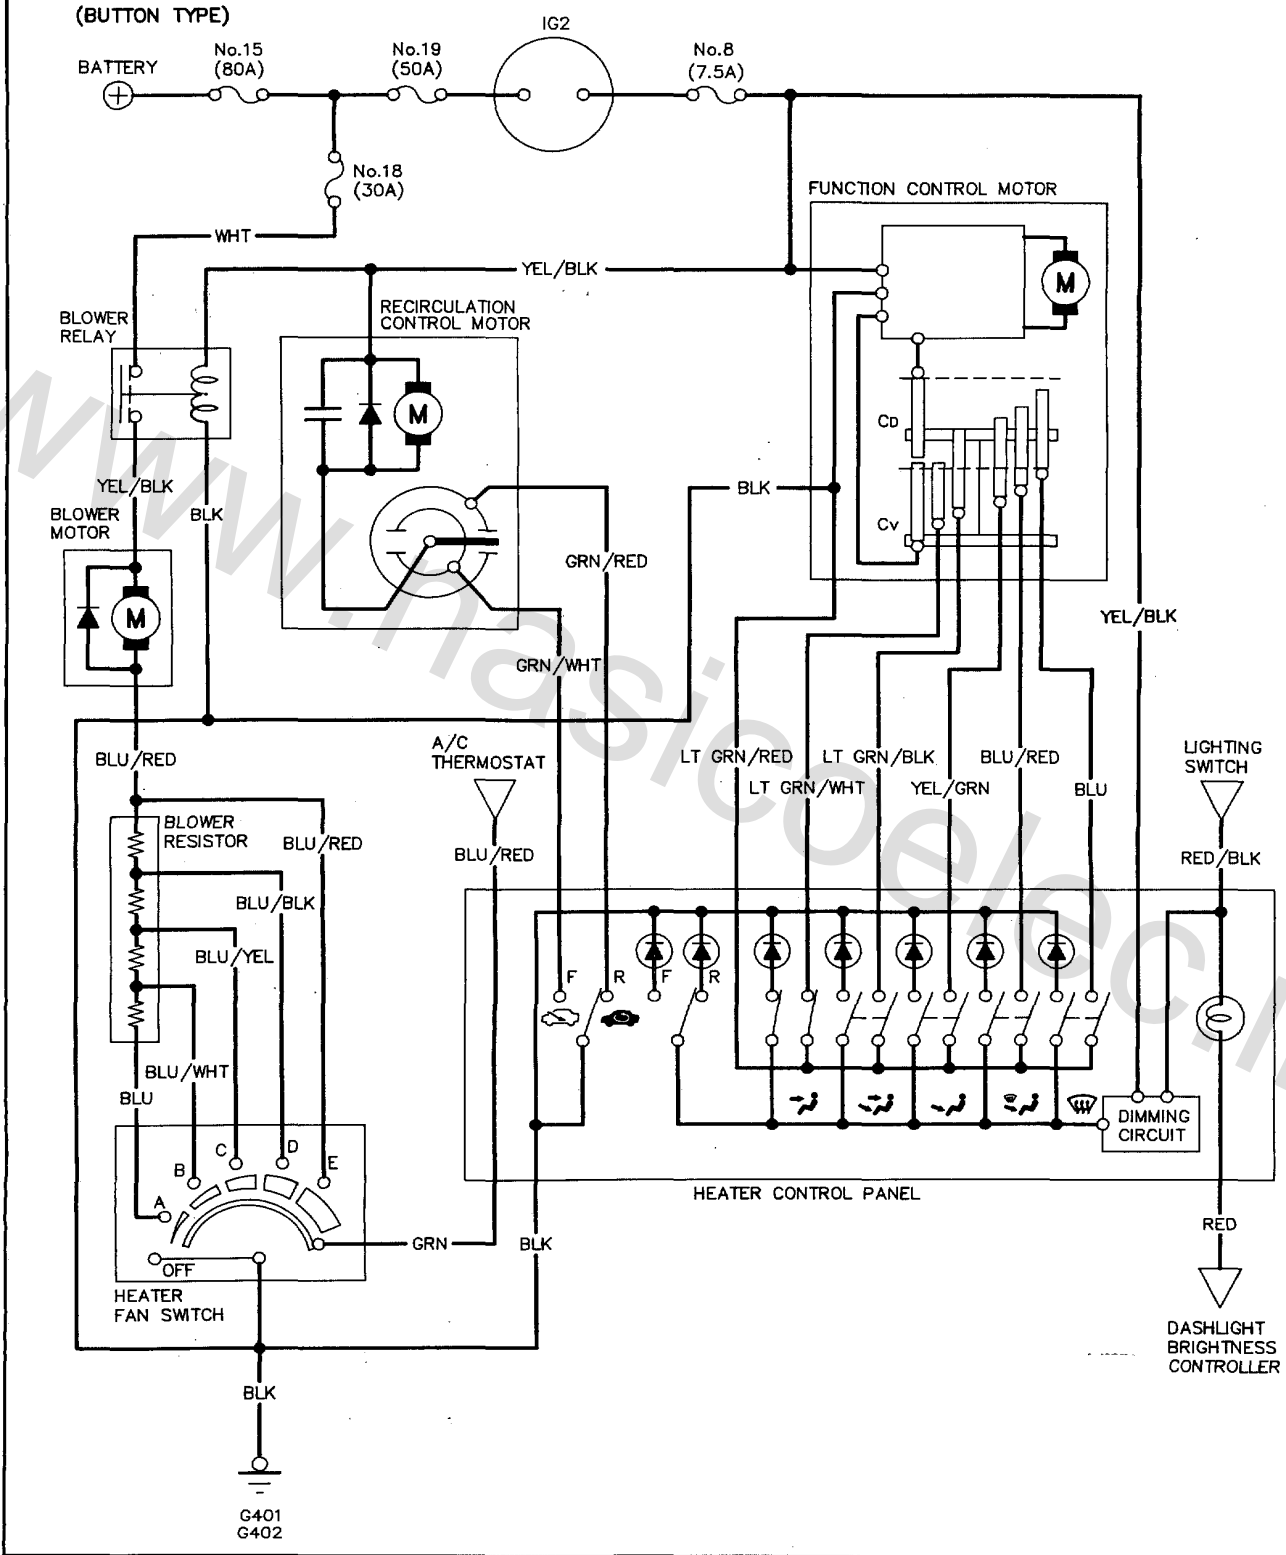 (BUTTON TYPE)
IG2
No.15
(80A)
No.19
(50A)
No.8
(7.5A)
BATTERY
No.18
(30A)
FUNCTION CONTROL MOTOR
WHT
YEL/BLK
M
BLOWER
RELAY
RECIRCULATION
CONTROL MOTOR
M
CD
YEL/BLK
BLK
BLK
CV
BLOWER
MOTOR
GRN/RED
M
YEL/BLK
GRN/WHT
A/C
THERMOSTAT
BLU/RED
LT GRN/RED
LT GRN/BLK
BLU/RED
LT GRN/WHT
YEL/GRN
BLU
LIGHTING
SWITCH
BLOWER
RESISTOR
BLU/RED
BLU/RED
RED/BLK
BLU/BLK
BLU/YEL
F
R
F
R
BLU/WHT
BLU
DIMMING
CIRCUIT
A
B
C
D
E
HEATER CONTROL PANEL
GRN
BLK
RED
OFF
HEATER
FAN SWITCH
DASHLIGHT
BRIGHTNESS
CONTROLLER
BLK
G401
G402
www.nasicoelec.i